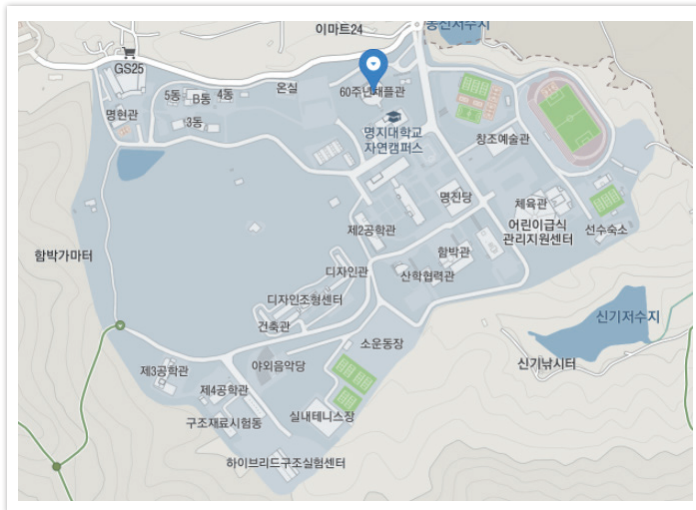 이마트24
동진저수지
GS25
5동
B동
4동
온실
60주년채플관
명현관
3동
명지대학교
자연캠퍼스
창조예술관
명진당
체육관
제2공학관
어린이급식
관리지원센터
선수숙소
함박관
함박가마터
디자인관
산학협력관
디자인조형센터
신기저수지
건축관
소운동장
야외음악당
신기낚시터
제3공학관
제4공학관
실내테니스장
구조재료시험동
하이브리드구조실험센터